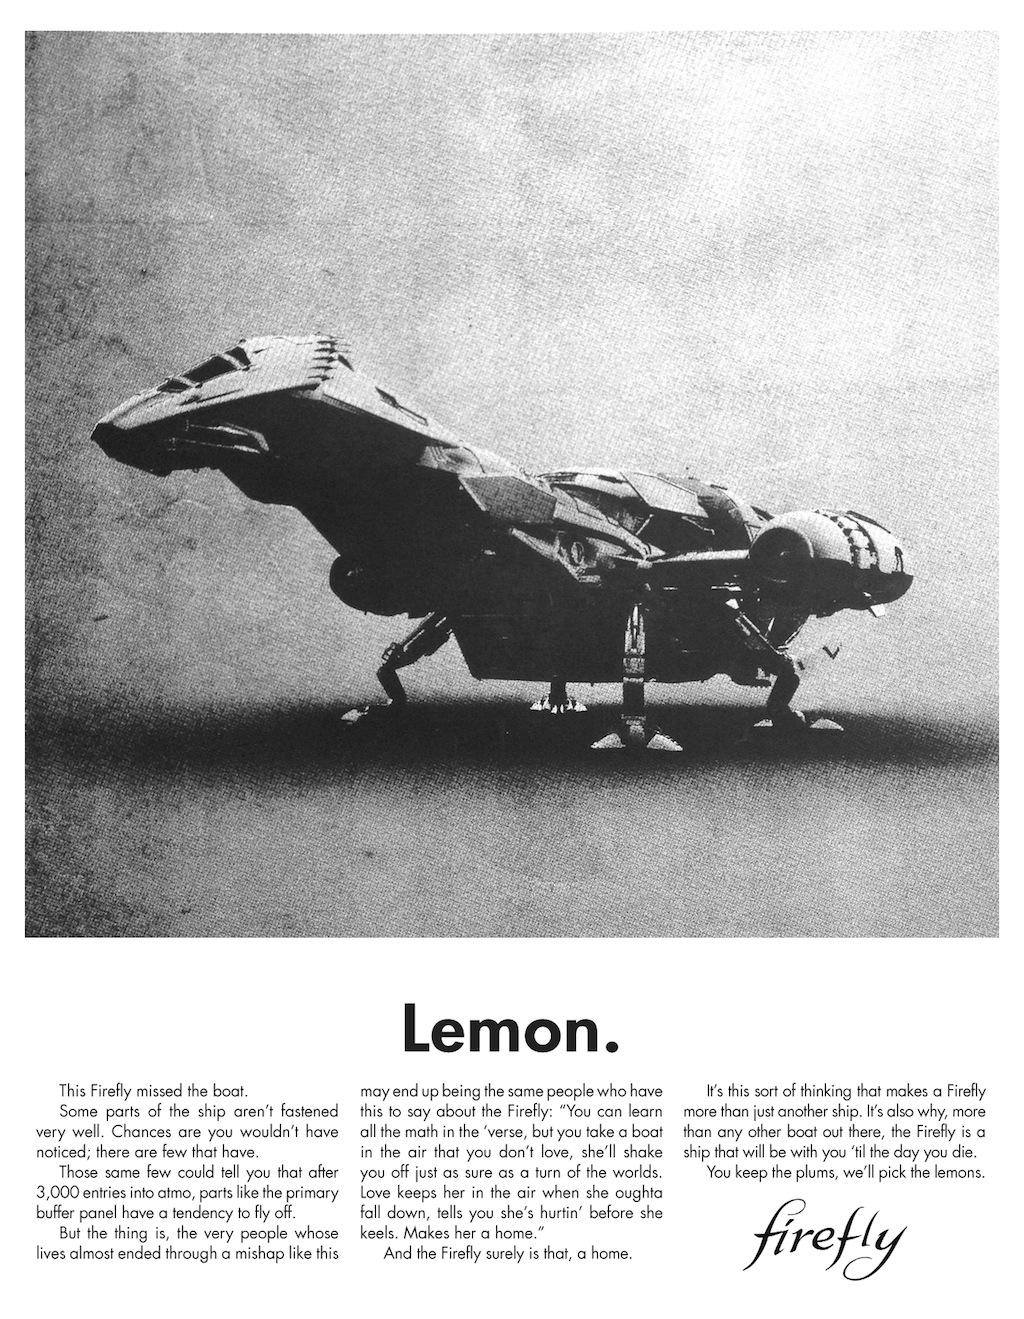 Lemon.
This Firefly missed the boat.
Some parts of the ship aren't fastened
very well. Chances are you wouldn't have
noticed; there are few that have.
Those same few could tell you that after
3,000 entries into atmo, parts like the primary
buffer panel have a tendency to fly off.
But the thing is, the very people whose
lives almost ended through a mishap like this
may end up being the same people who have
this to say about the Firefly: “You can learn
all the math in the ‘verse, but you take a boat
in the air that you don't love, she'll shake
you off just as sure as a turn of the worlds.
Love keeps her in the air when she oughta
fall down, tells you she's hurtin’ before she
keels. Makes her a home.”
And the Firefly surely is that, a home.
It's this sort of thinking that makes a Firefly
more than just another ship. It's also why, more
than any other boat out there, the Firefly is a
ship that will be with you ‘til the day you die.
You keep the plums, we'll pick the lemons.
firefly